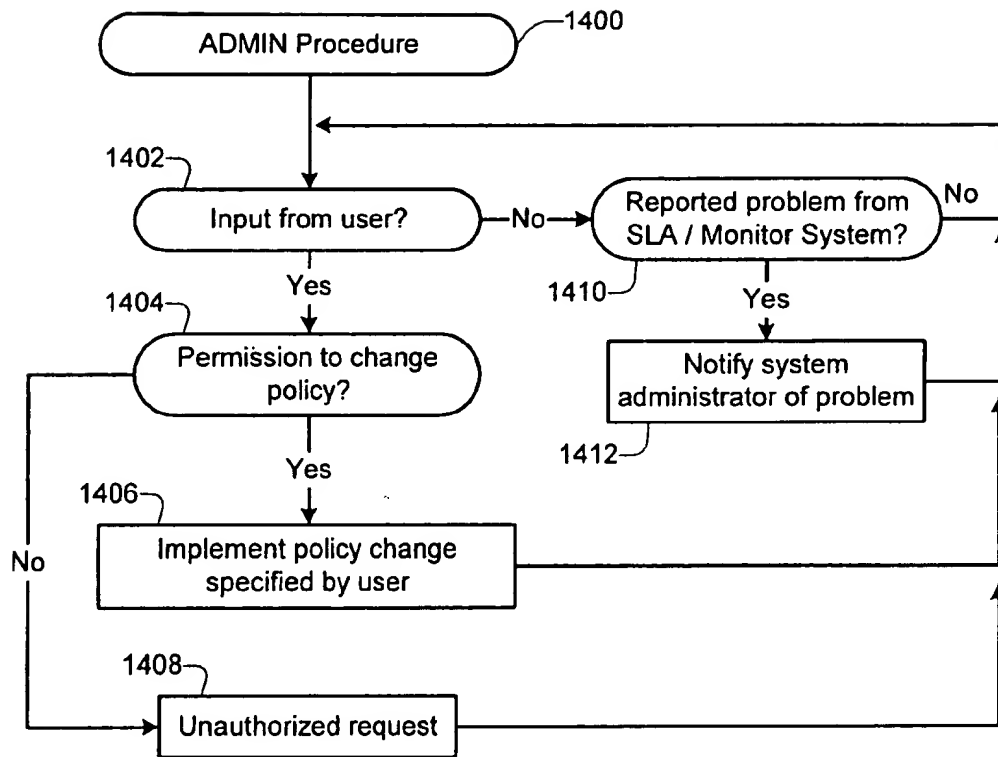 ADMIN Procedure
1400
1402
Input from user?
No
Reported problem from
SLA / Monitor System?
No
1410
Yes
Yes
1404
Permission to change
policy?
Notify system
administrator of problem
1412
Yes
1406
Implement policy change
specified by user
No
1408
Unauthorized request